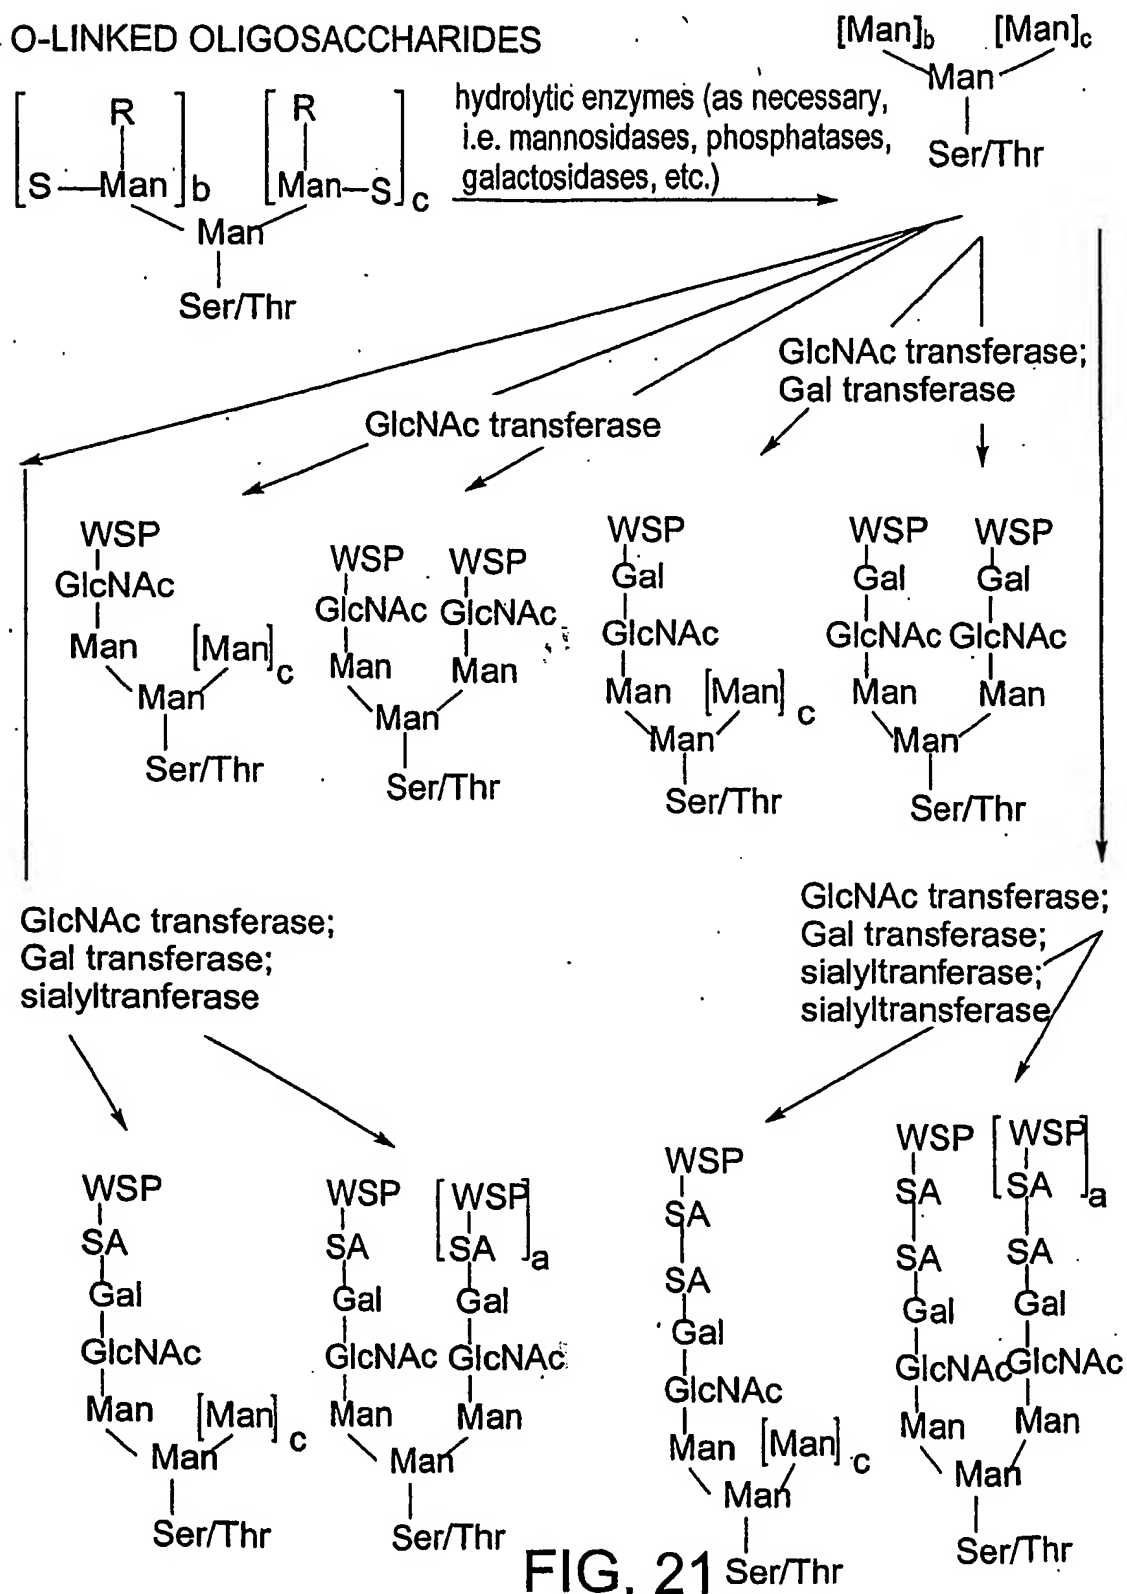 O-LINKED OLIGOSACCHARIDES
[Man]b [Man]c
Man
Ser/Thr
R R
[S—Man]b [Man—S]c
Man
Ser/Thr
hydrolytic enzymes (as necessary,
i.e. mannosidases, phosphatases,
galactosidases, etc.)
GlcNAc transferase
GlcNAc transferase;
Gal transferase
WSP
GlcNAc
Man [Man]c
Man
Ser/Thr
WSP WSP
GlcNAc GlcNAc
Man Man
Man
Ser/Thr
WSP
Gal
GlcNAc
Man [Man]c
Man
Ser/Thr
WSP WSP
Gal Gal
GlcNAc GlcNAc
Man Man
Man
Ser/Thr
GlcNAc transferase;
Gal transferase;
sialyltranferase
GlcNAc transferase;
Gal transferase;
sialyltranferase;
sialyltransferase
WSP
SA
Gal
GlcNAc
Man [Man]c
Man
Ser/Thr
WSP [WSP
SA SA]a
Gal Gal
GlcNAc GlcNAc
Man Man
Man
Ser/Thr
WSP
SA
SA
Gal
GlcNAc
Man [Man]c
Man
Ser/Thr
WSP [WSP
SA SA]a
SA SA
Gal Gal
GlcNAc GlcNAc
Man Man
Man
Ser/Thr
FIG. 21